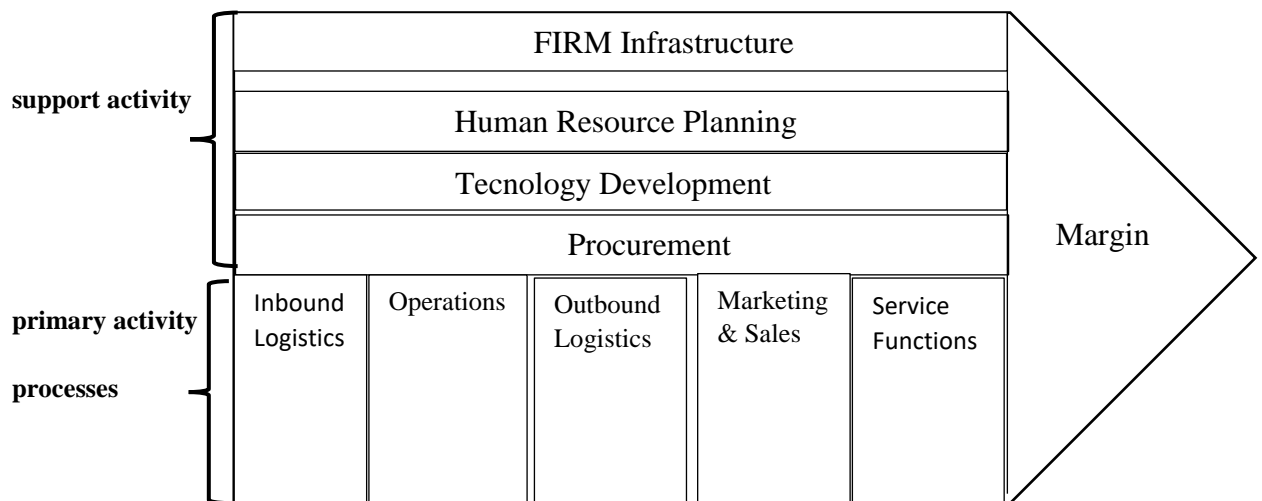 FIRM Infrastructure
support activity
Human Resource Planning
Tecnology Development
Procurement
Margin
primary activity
processes
Inbound
Logistics
Operations
Outbound
Logistics
Marketing
& Sales
Service
Functions